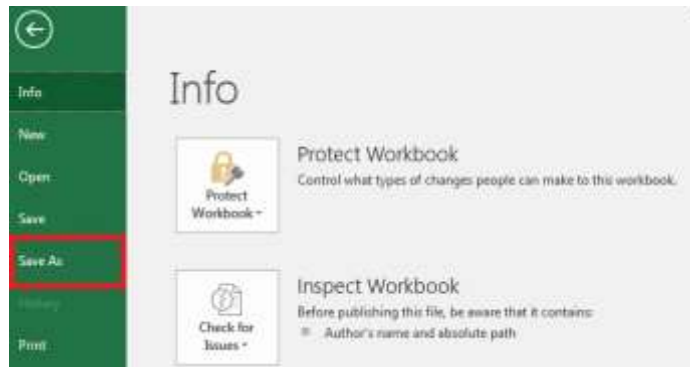 Info
New
Open
Save
Save As
History
Print
Info
Protect
Workbook
Protect Workbook
Control what types of changes people can make to this workbook.
Check for
Issues
Inspect Workbook
Before publishing this file, be aware that it contains:
Author's name and absolute path